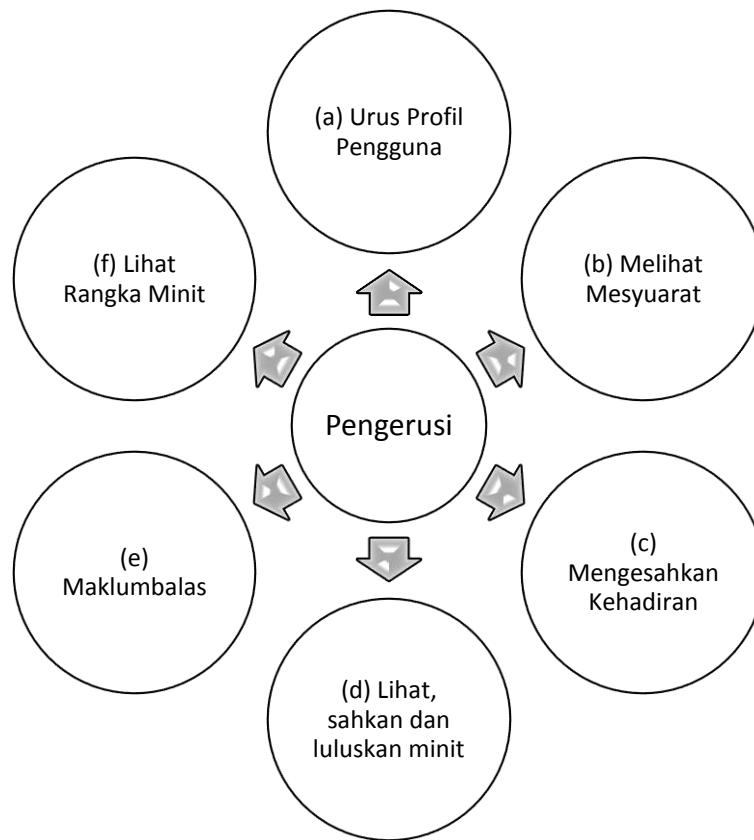 (a) Urus Profil
Pengguna
(b) Melihat
Mesyuarat
(c)
Mengesahkan
Kehadiran
(d) Lihat,
sahkan dan
luluskan minit
(e)
Maklumbalas
(f) Lihat
Rangka Minit
Pengerusi